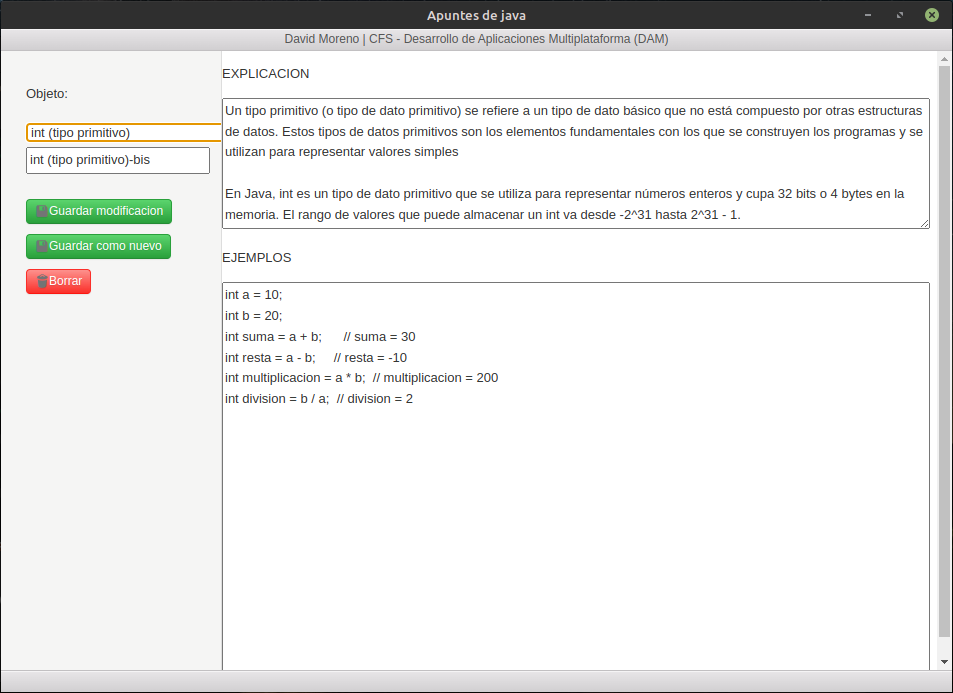 Apuntes de java
David Moreno | CFS - Desarrollo de Aplicaciones Multiplataforma (DAM)
Objeto:
int (tipo primitivo)
int (tipo primitivo)-bis
Guardar modificacion
Guardar como nuevo
Borrar
EXPLICACION
Un tipo primitivo (o tipo de dato primitivo) se refiere a un tipo de dato básico que no está compuesto por otras estructuras
de datos. Estos tipos de datos primitivos son los elementos fundamentales con los que se construyen los programas y se
utilizan para representar valores simples
En Java, int es un tipo de dato primitivo que se utiliza para representar números enteros y cupa 32 bits o 4 bytes en la
memoria. El rango de valores que puede almacenar un int va desde -2^31 hasta 2^31 - 1.
EJEMPLOS
int a = 10;
int b = 20;
int suma = a + b;      // suma = 30
int resta = a - b;     // resta = -10
int multiplicacion = a * b;  // multiplicacion = 200
int division = b / a;  // division = 2